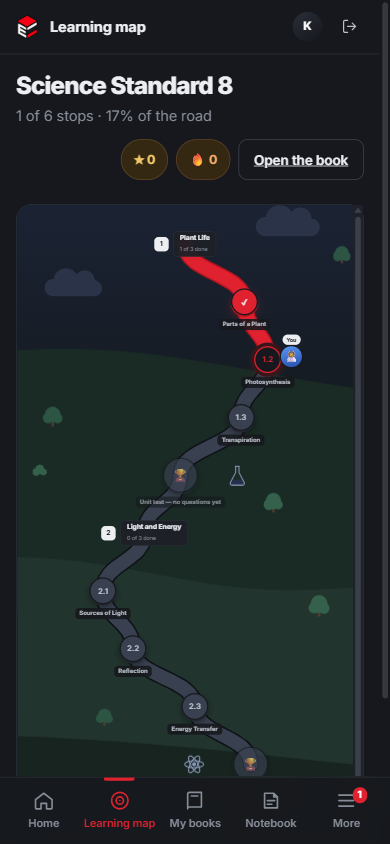 Learning map
K
Science Standard 8
1 of 6 stops · 17% of the road
0
0
Open the book
1
Plant Life
1 of 3 done
Parts of a Plant
You
1.2
Photosynthesis
1.3
Transpiration
Unit test — no questions yet
2
Light and Energy
0 of 3 done
2.1
Sources of Light
2.2
Reflection
2.3
Energy Transfer
1
Home
Learning map
My books
Notebook
More